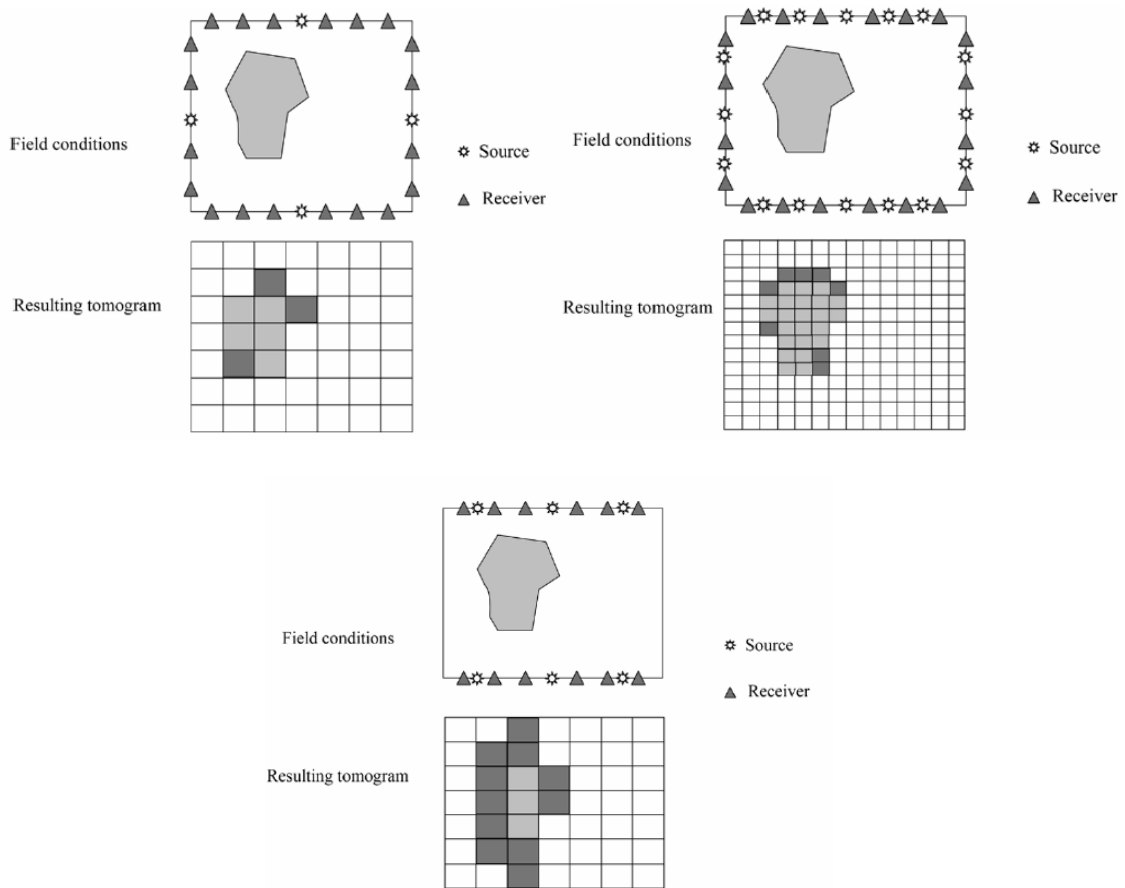 Field conditions
Source
Receiver
Resulting tomogram
Field conditions
Source
Receiver
Resulting tomogram
Field conditions
Source
Receiver
Resulting tomogram